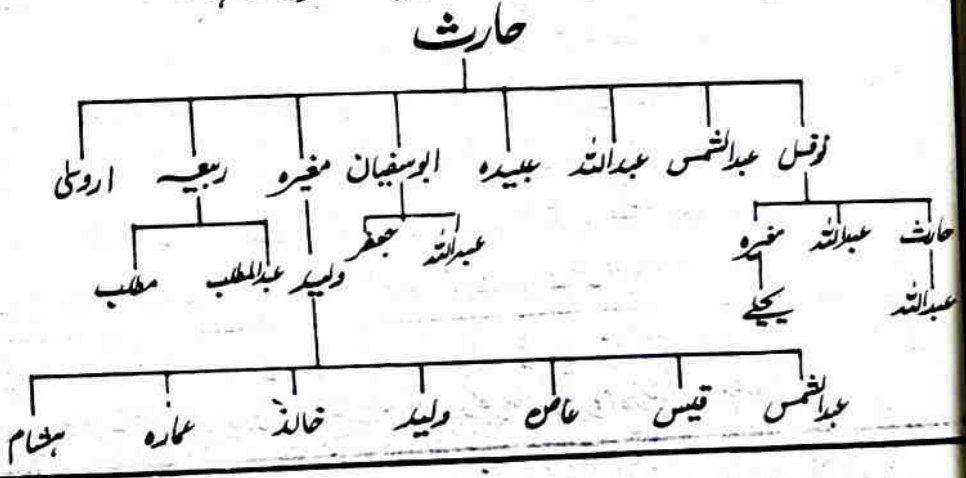 حارث
نوفل عبدالشمس عبداللہ عبیدہ ابوسفیان مغیرہ ربیعہ اروٰی
حارث عبداللہ مغیرہ عبداللہ جعفر
عبداللہ یحیٰے ولید عبدالمطلب مطلب
عبدالشمس قیس عاص ولید خالد عمارہ ہشام